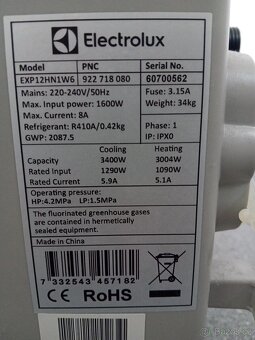 Electrolux
Model PNC Serial No.
EXP12HN1W6 922 718 080 60700562
Mains: 220-240V/50Hz Fuse: 3.15A
Max. Input power: 1600W Weight: 34kg
Max. Current: 8A
Refrigerant: R410A/0.42kg Phase: 1
GWP: 2087.5 IP: IPX0
Cooling Heating
Capacity 3400W 3004W
Rated Input 1290W 1090W
Rated Current 5.9A 5.1A
Operating pressure:
HP:4.2MPa LP:1.5MPa
The fluorinated greenhouse gases
are contained in hermetically
sealed equipment.
7 332543 457182
CE RoHS